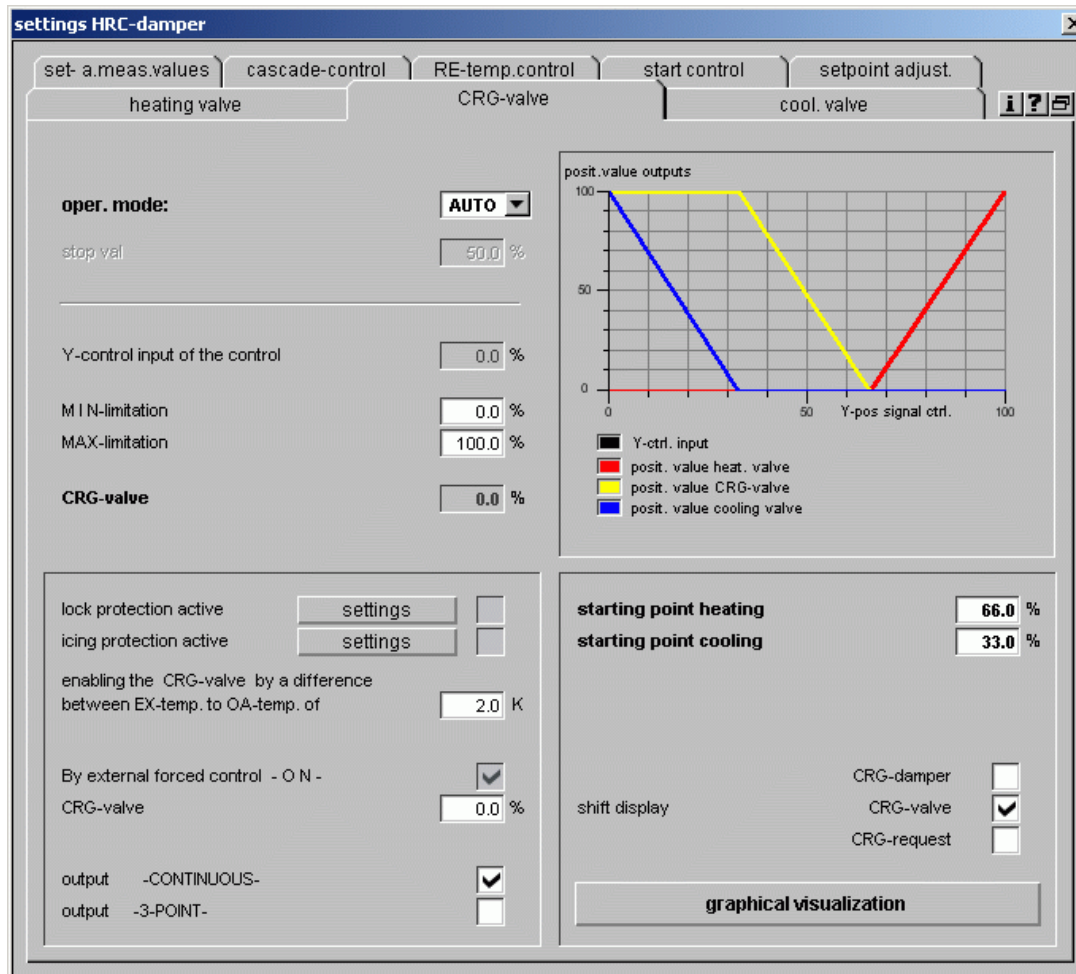 settings HRC-damper
set- a.meas.values cascade-control RE-temp.control start control setpoint adjust.
heating valve CRG-valve cool. valve i ?
oper. mode: AUTO
stop val 50.0 %
Y-control input of the control 0.0 %
M I N-limitation 0.0 %
MAX-limitation 100.0 %
CRG-valve 0.0 %
posit.value outputs
100
50
0
0 50 Y-pos signal ctrl. 100
Y-ctrl. input
posit. value heat. valve
posit. value CRG-valve
posit. value cooling valve
lock protection active settings
icing protection active settings
enabling the CRG-valve by a difference
between EX-temp. to OA-temp. of 2.0 K
By external forced control - O N -
CRG-valve 0.0 %
output -CONTINUOUS-
output -3-POINT-
starting point heating 66.0 %
starting point cooling 33.0 %
CRG-damper
shift display CRG-valve
CRG-request
graphical visualization